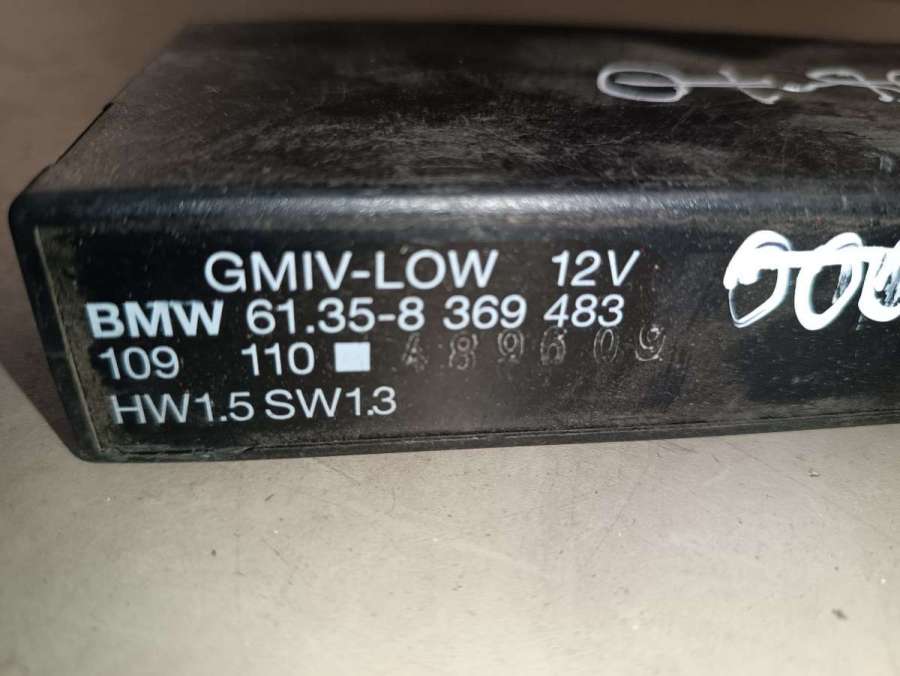 GMIV-LOW 12V
BMW 61.35-8 369 483
109 110 489609
HW1.5 SW1.3